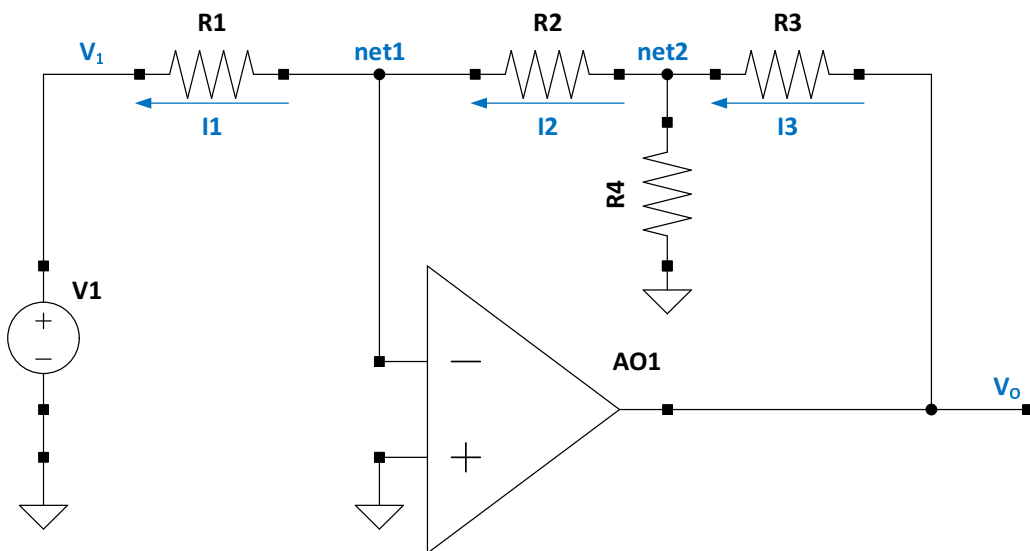 R1
R2
R3
V₁
net1
net2
I1
I2
I3
R4
V1
+
−
AO1
−
+
Vₒ